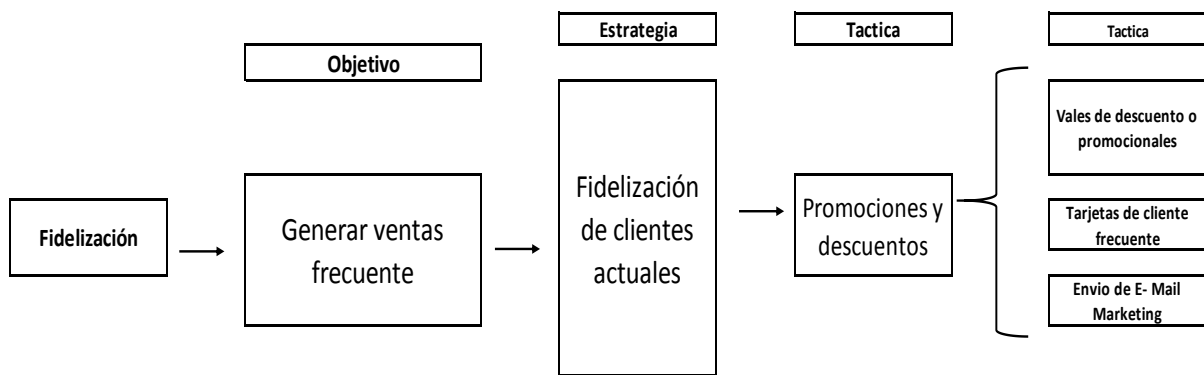 Estrategia
Tactica
Tactica
Objetivo
Fidelización
Generar ventas
frecuente
Fidelización
de clientes
actuales
Promociones y
descuentos
Vales de descuento o
promocionales
Tarjetas de cliente
frecuente
Envio de E- Mail
Marketing